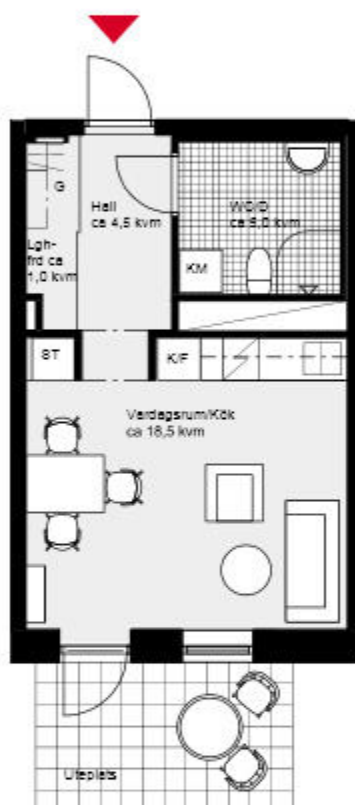 G
Hall
ca 4,5 kvm
WC/D
ca 5,0 kvm
Lgh-
frd ca
1,0 kvm
KM
ST
K/F
Vardagsrum/Kök
ca 18,5 kvm
Uteplats